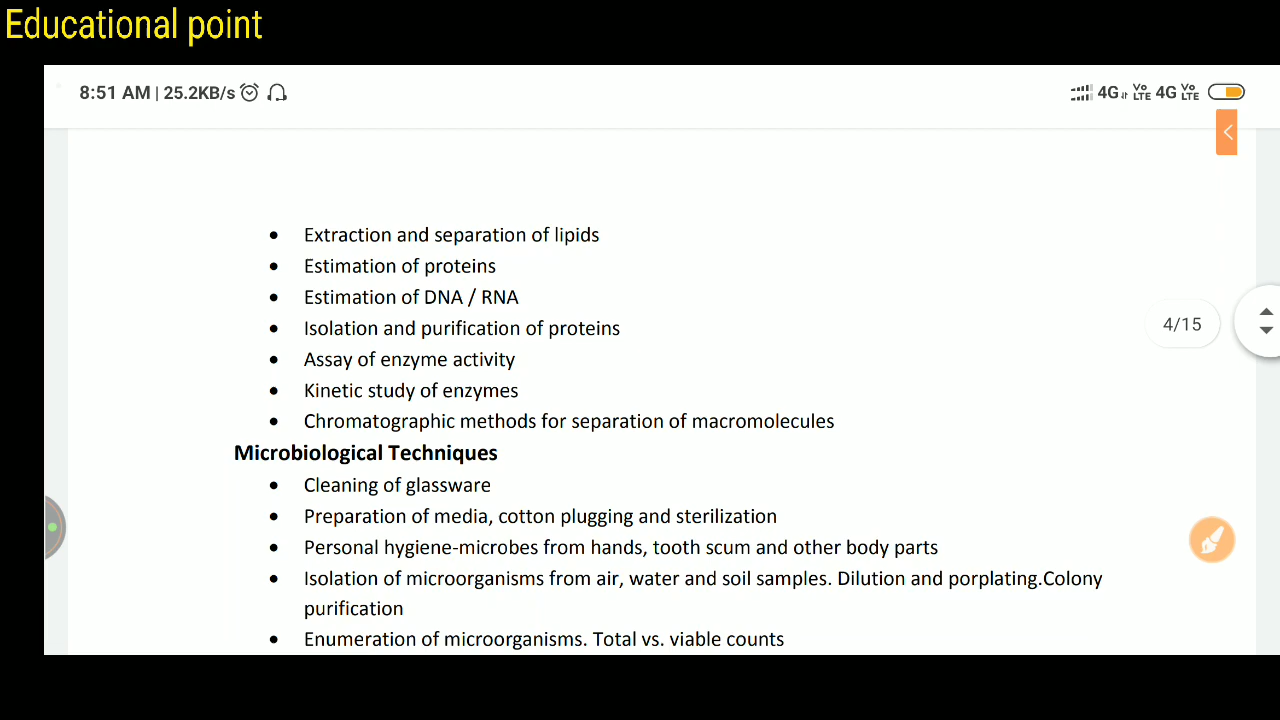 Educational point
8:51 AM | 25.2KB/s
4G Vo LTE 4G Vo LTE
• Extraction and separation of lipids
• Estimation of proteins
• Estimation of DNA / RNA
4/15
• Isolation and purification of proteins
• Assay of enzyme activity
• Kinetic study of enzymes
• Chromatographic methods for separation of macromolecules
Microbiological Techniques
• Cleaning of glassware
• Preparation of media, cotton plugging and sterilization
• Personal hygiene-microbes from hands, tooth scum and other body parts
• Isolation of microorganisms from air, water and soil samples. Dilution and porplating.Colony
purification
• Enumeration of microorganisms. Total vs. viable counts